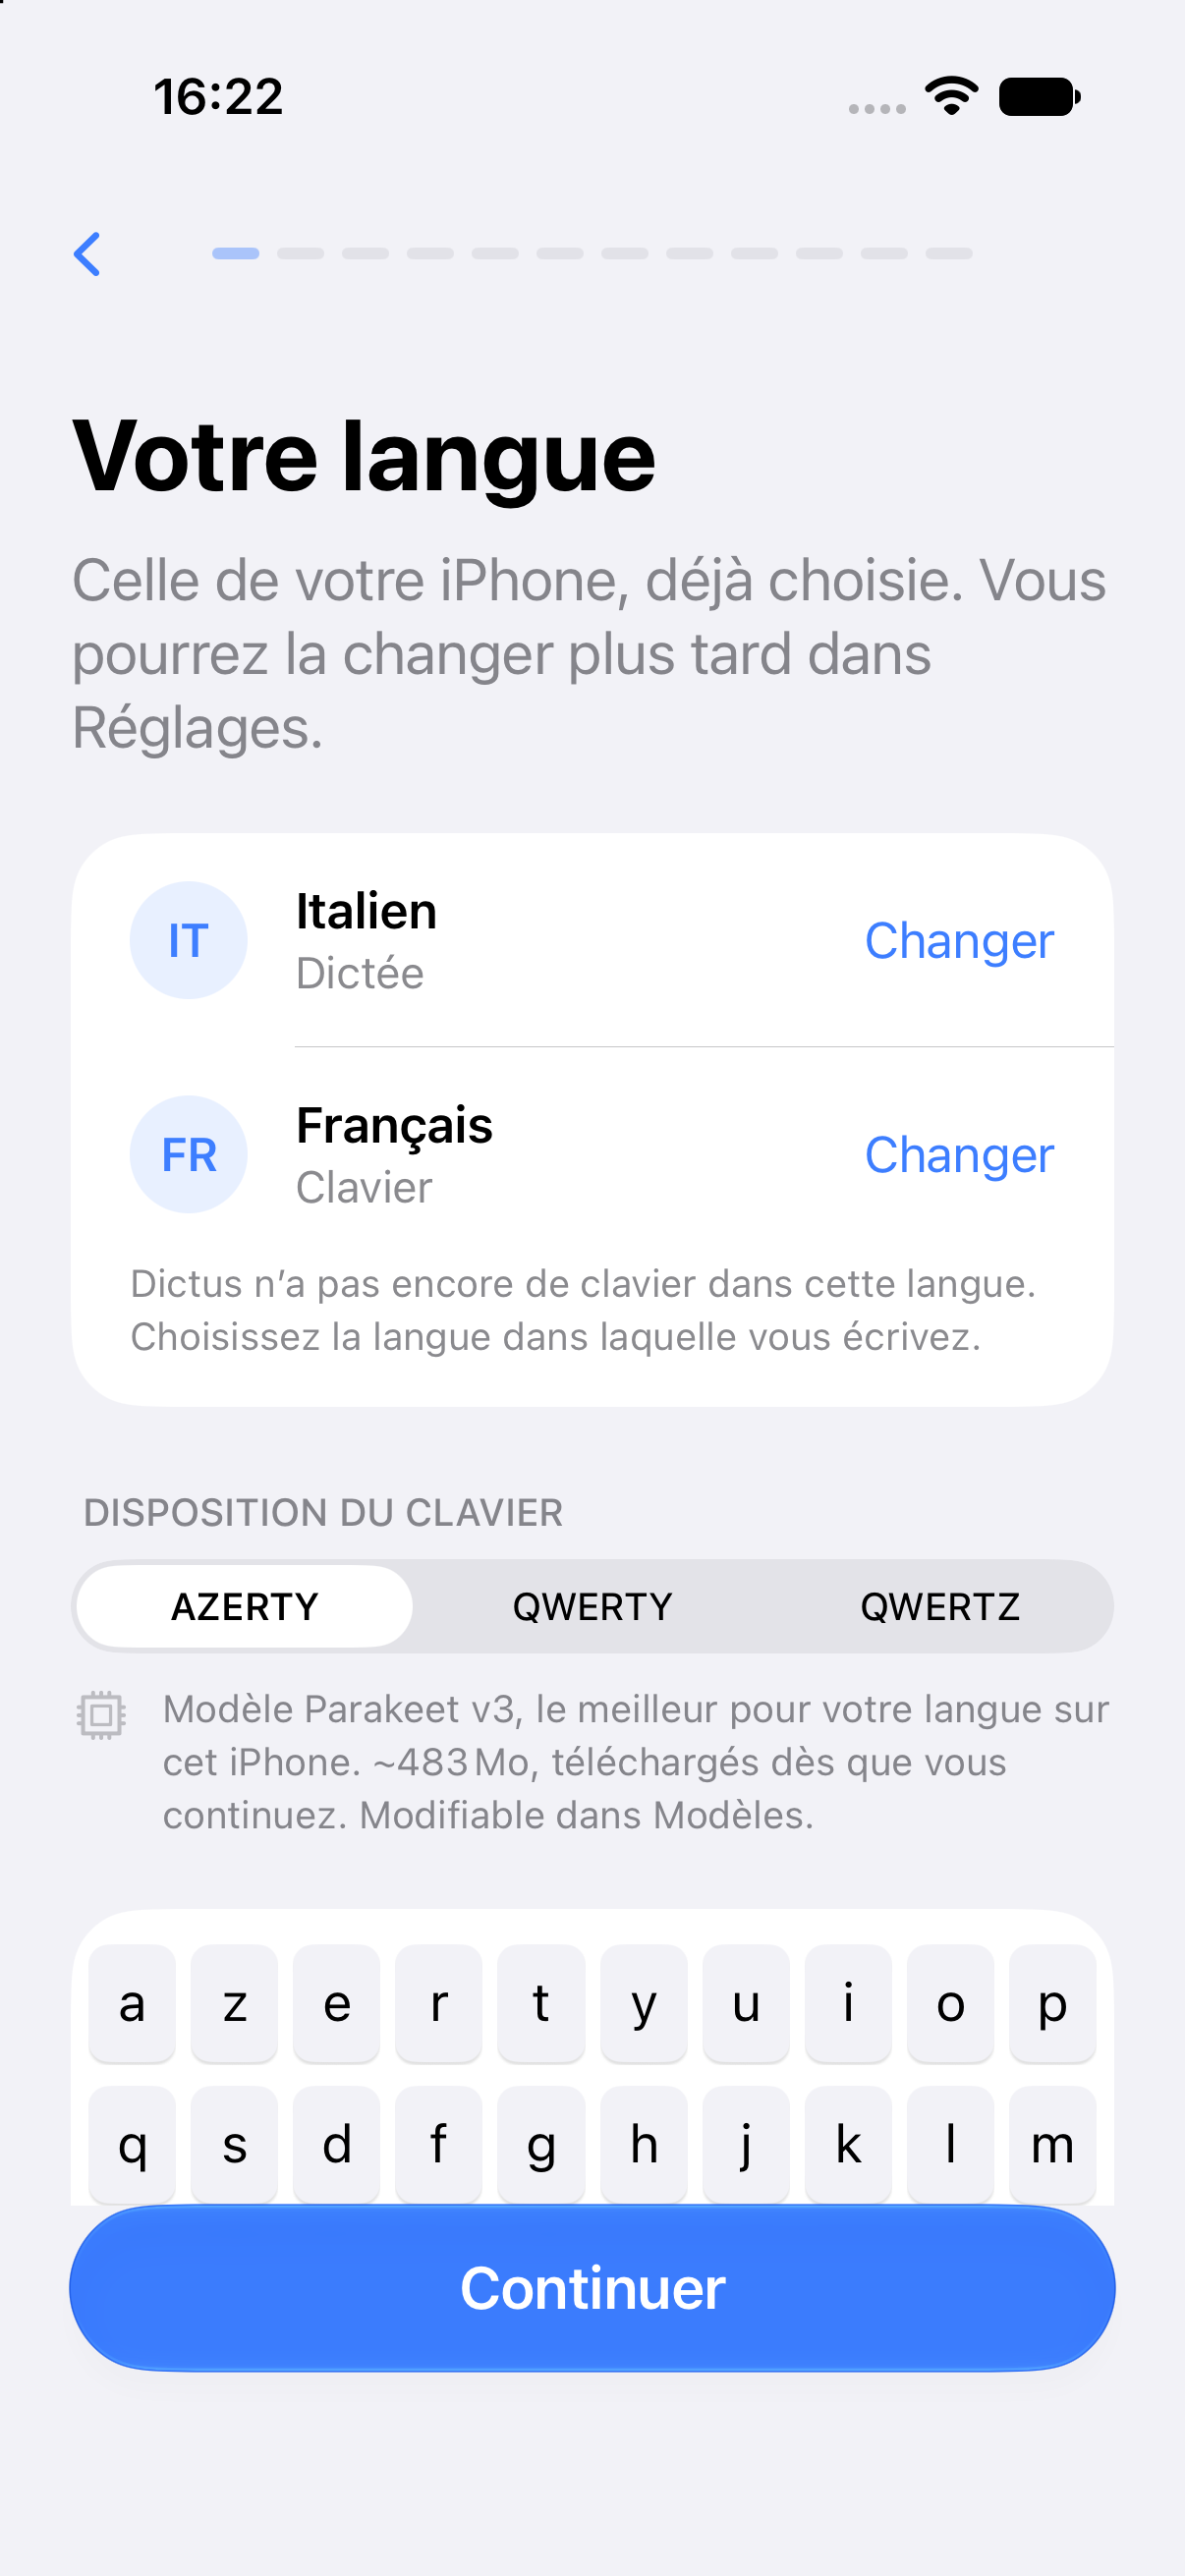 16:22
Votre langue
Celle de votre iPhone, déjà choisie. Vous
pourrez la changer plus tard dans
Réglages.
IT
Italien
Dictée
Changer
FR
Français
Clavier
Changer
Dictus n’a pas encore de clavier dans cette langue.
Choisissez la langue dans laquelle vous écrivez.
DISPOSITION DU CLAVIER
AZERTY QWERTY QWERTZ
Modèle Parakeet v3, le meilleur pour votre langue sur
cet iPhone. ~483 Mo, téléchargés dès que vous
continuez. Modifiable dans Modèles.
a z e r t y u i o p
q s d f g h j k l m
Continuer